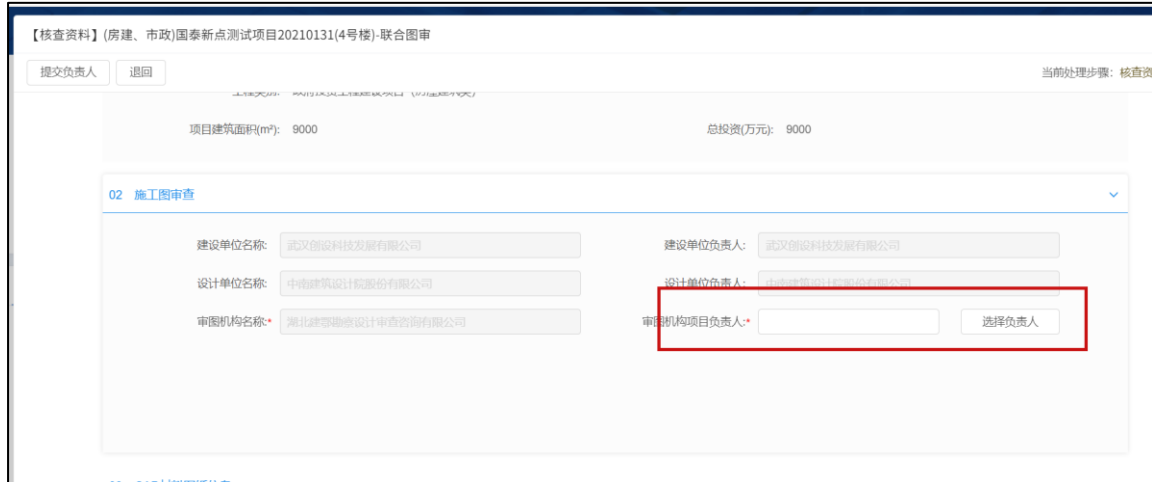 【核查资料】(房建、市政)国泰新点测试项目20210131(4号楼)-联合图审
提交负责人 退回 当前处理步骤: 核查资
项目建筑面积(m²): 9000 总投资(万元): 9000
02 施工图审查
建设单位名称: 武汉创设科技发展有限公司 建设单位负责人: 武汉创设科技发展有限公司
设计单位名称: 中南建筑设计院股份有限公司 设计单位负责人: 中南建筑设计院股份有限公司
审图机构名称:* 湖北建鄂勘察设计审查咨询有限公司 审图机构项目负责人:* 选择负责人